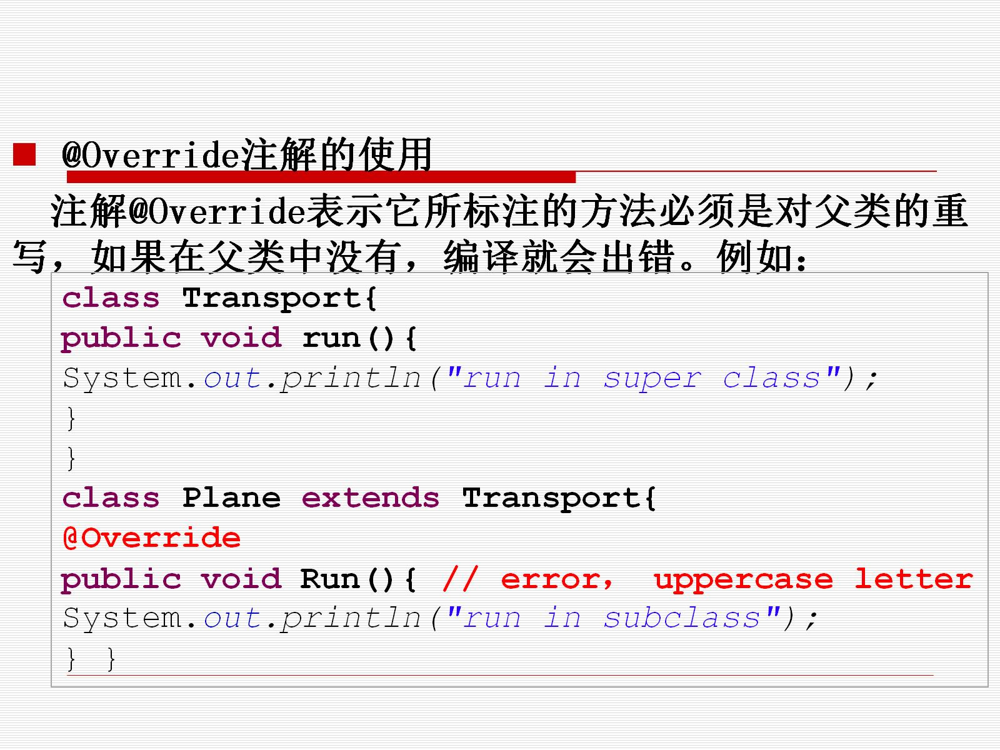 @Override注解的使用
注解@Override表示它所标注的方法必须是对父类的重
写，如果在父类中没有，编译就会出错。例如：
class Transport{
public void run(){
System.out.println("run in super class");
}
}
class Plane extends Transport{
@Override
public void Run(){ // error， uppercase letter
System.out.println("run in subclass");
} }